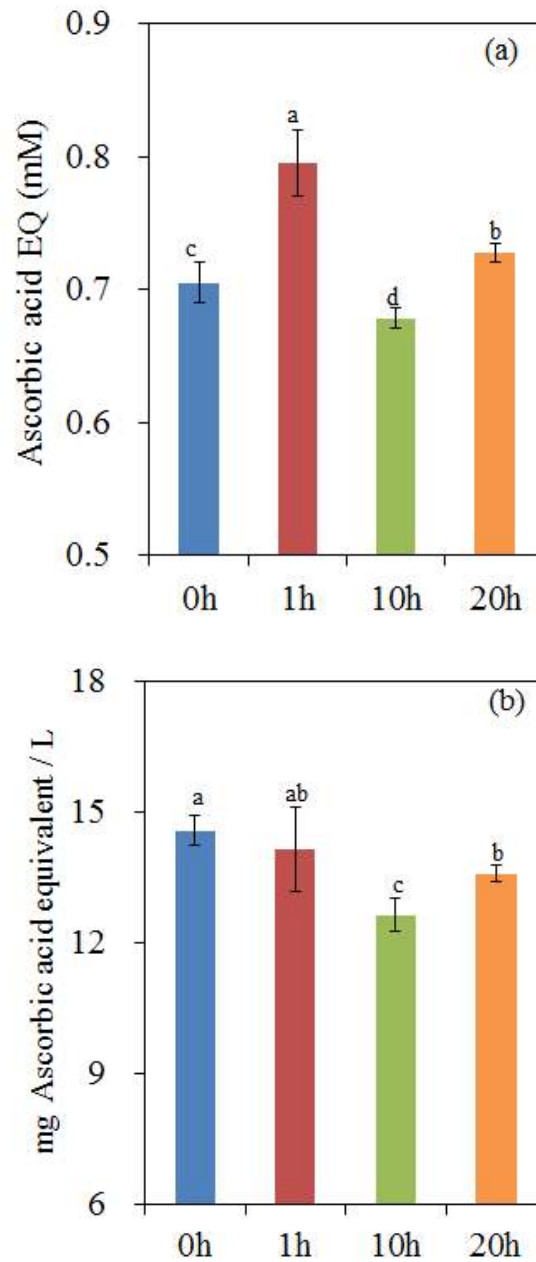 0.9
(a)
a
0.8
b
c
0.7
d
0.6
0.5
Ascorbic acid EQ (mM)
0h 1h 10h 20h
18
(b)
ab
a
15
b
c
12
9
6
mg Ascorbic acid equivalent / L
0h 1h 10h 20h